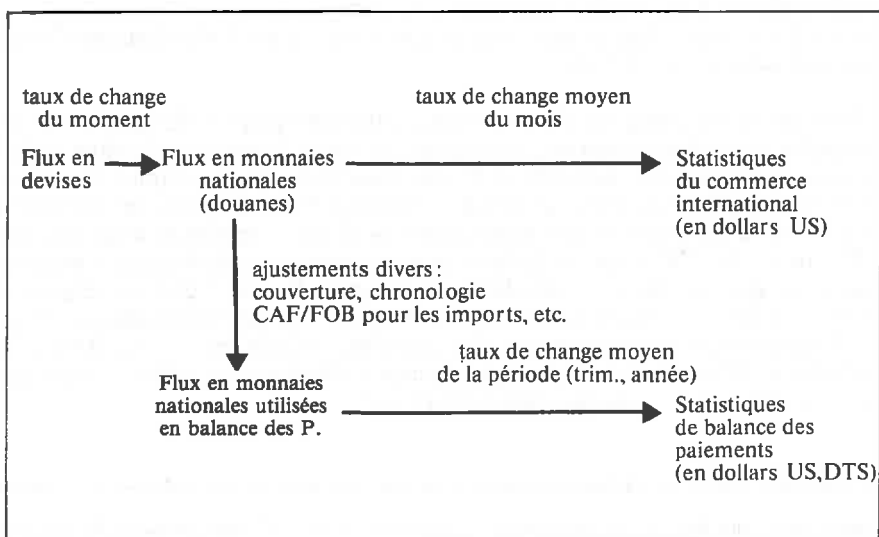 taux de change
du moment
taux de change moyen
du mois
Flux en
devises
Flux en monnaies
nationales
(douanes)
Statistiques
du commerce
international
(en dollars US)
ajustements divers :
couverture, chronologie
CAF/FOB pour les imports, etc.
taux de change moyen
de la période (trim., année)
Flux en monnaies
nationales utilisées
en balance des P.
Statistiques
de balance des
paiements
(en dollars US,DTS)